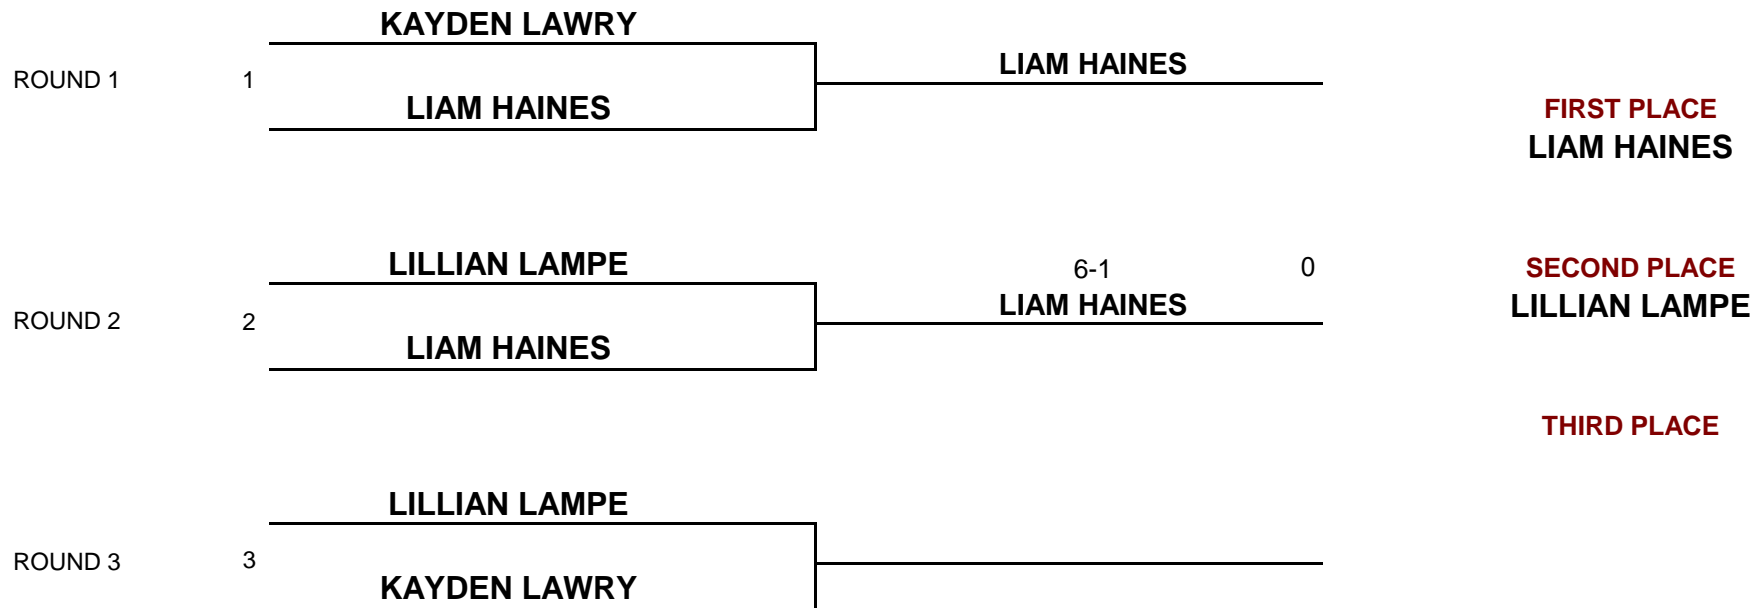 KAYDEN LAWRY
ROUND 1 1 LIAM HAINES
LIAM HAINES
FIRST PLACE
LIAM HAINES
LILLIAN LAMPE 6-1 0 SECOND PLACE
ROUND 2 2 LIAM HAINES LILLIAN LAMPE
LIAM HAINES
THIRD PLACE
LILLIAN LAMPE
ROUND 3 3
KAYDEN LAWRY